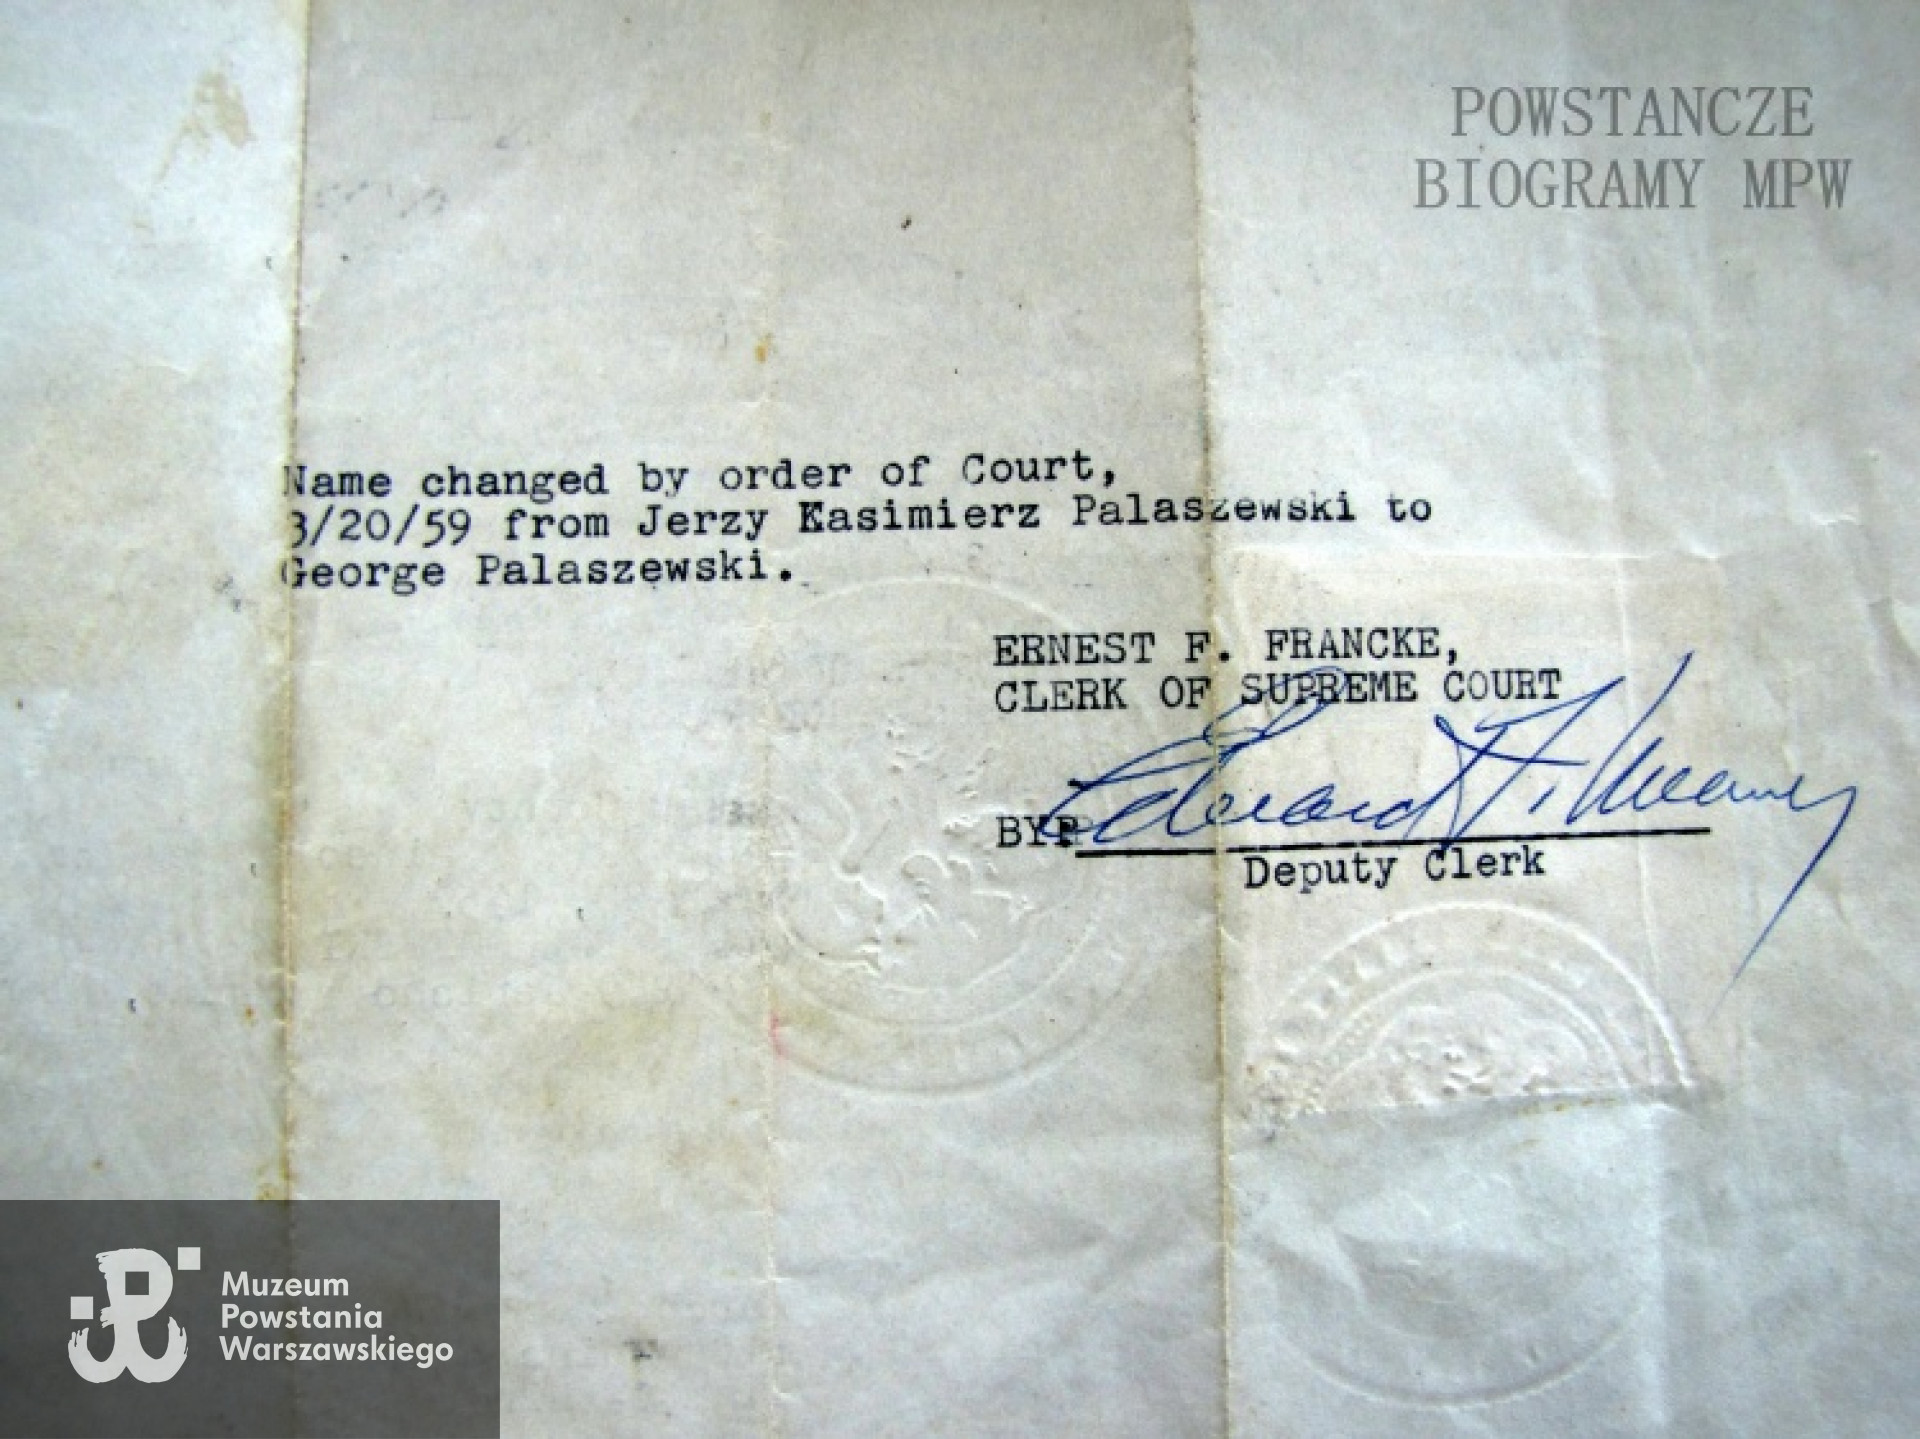 POWSTANCZE
BIOGRAMY MPW
Name changed by order of Court,
3/20/59 from Jerzy Kasimierz Palaszewski to
George Palaszewski.
ERNEST F. FRANCKE,
CLERK OF SUPREME COURT
BY
Edward F.
Deputy Clerk
Muzeum
Powstania
Warszawskiego